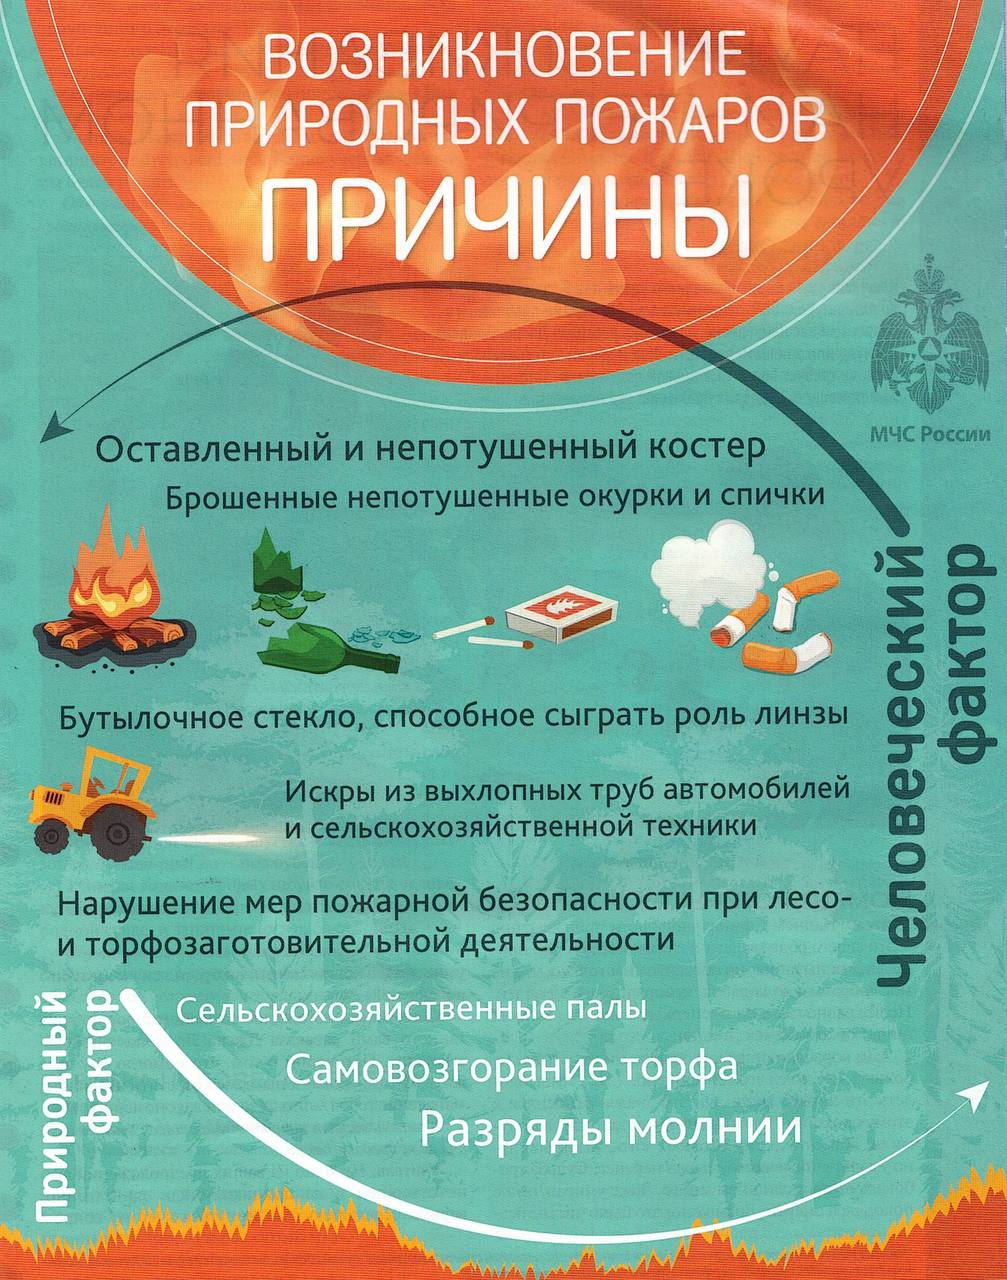 ВОЗНИКНОВЕНИЕ
ПРИРОДНЫХ ПОЖАРОВ
ПРИЧИНЫ
МЧС России
Оставленный и непотушенный костер
Брошенные непотушенные окурки и спички
Человеческий
фактор
Бутылочное стекло, способное сыграть роль линзы
Искры из выхлопных труб автомобилей
и сельскохозяйственной техники
Нарушение мер пожарной безопасности при лесо-
и торфозаготовительной деятельности
Природный
фактор
Сельскохозяйственные палы
Самовозгорание торфа
Разряды молнии